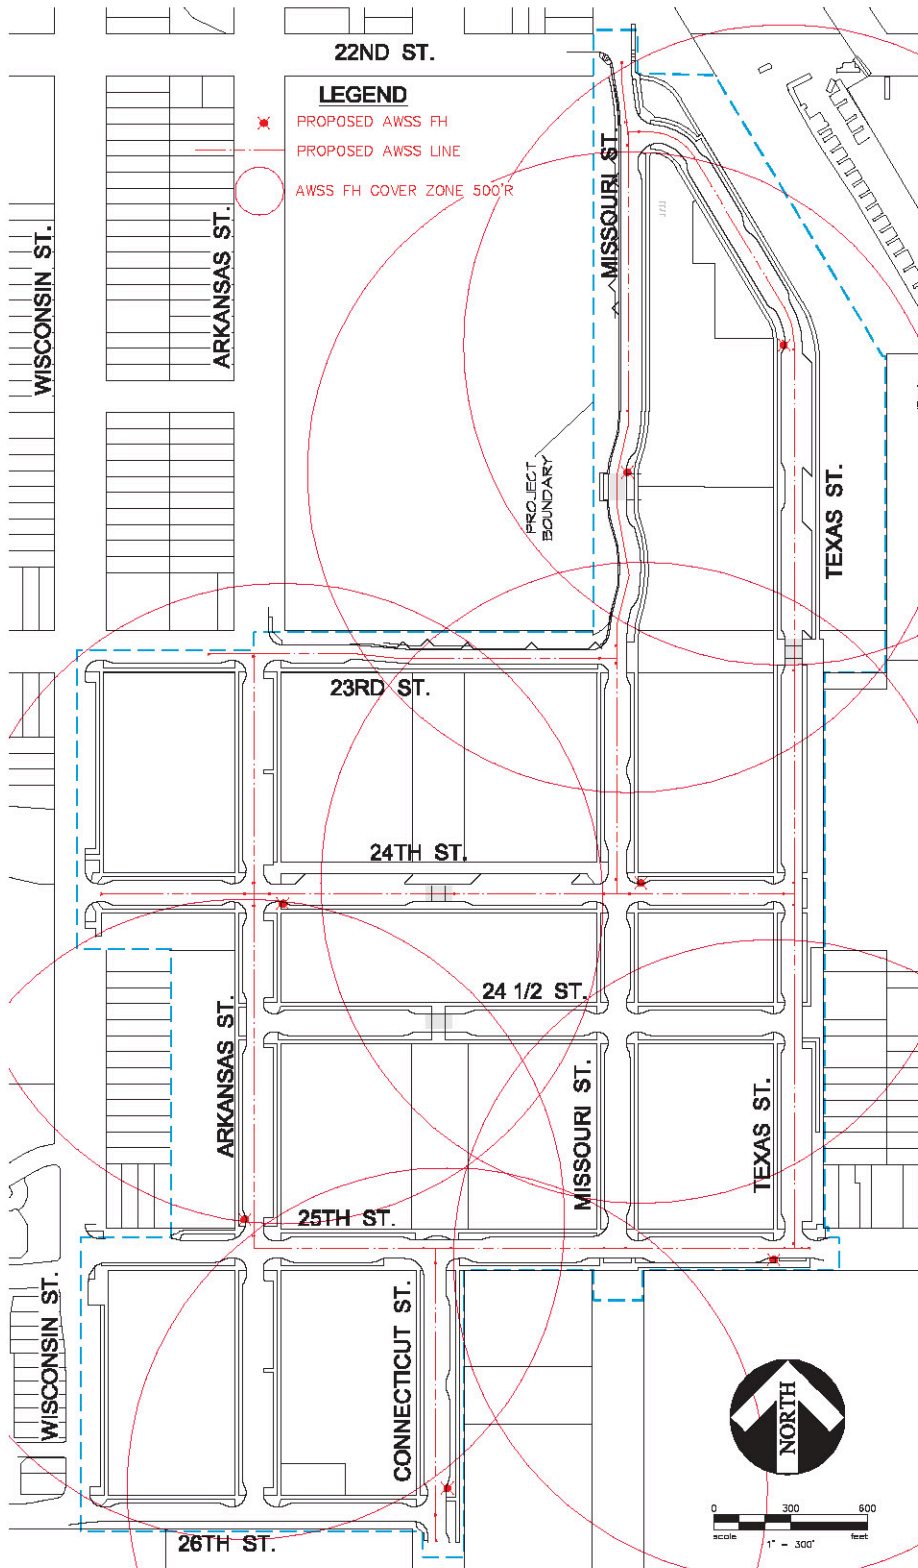 22ND ST.
LEGEND
PROPOSED AWSS FH
PROPOSED AWSS LINE
AWSS FH COVER ZONE 500'R
MISSOURI ST.
ARKANSAS ST.
WISCONSIN ST.
PROJECT
BOUNDARY
TEXAS ST.
23RD ST.
24TH ST.
24 1/2 ST.
ARKANSAS ST.
MISSOURI ST.
TEXAS ST.
25TH ST.
WISCONSIN ST.
CONNECTICUT ST.
NORTH
0 300 600
scale feet
1" = 300'
26TH ST.